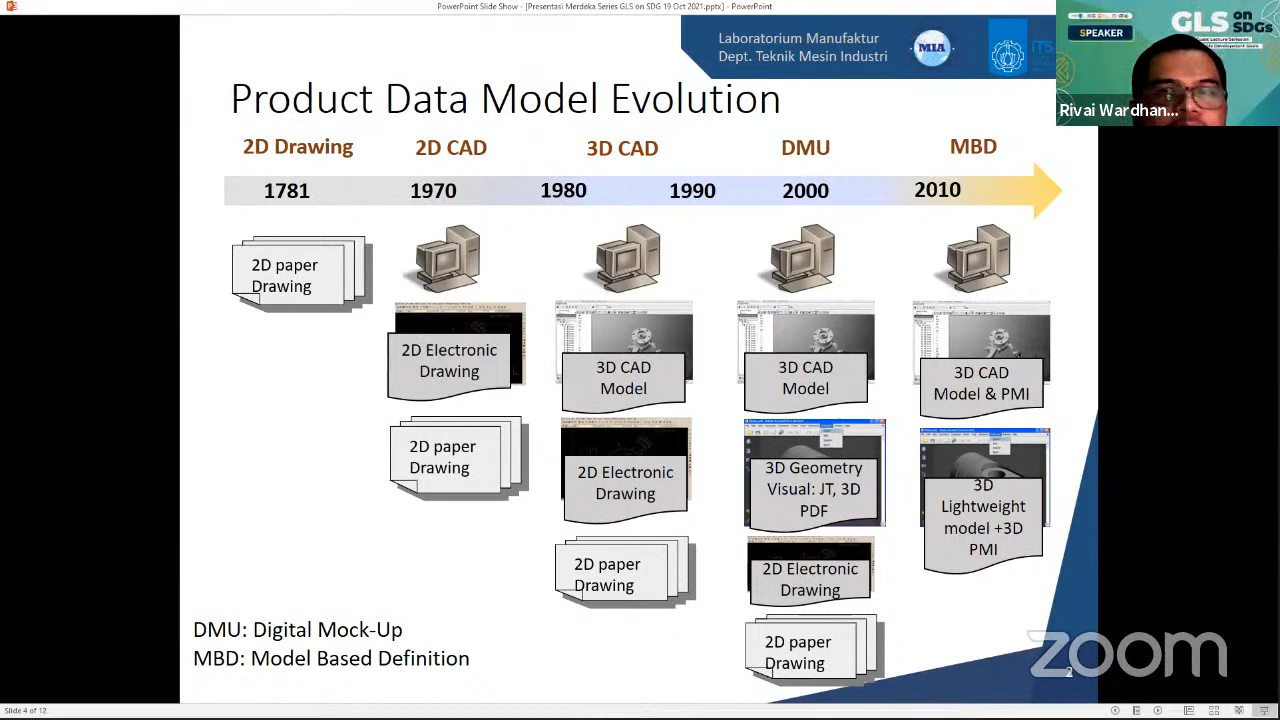 PowerPoint Slide Show - [Presentasi Merdeka Series GLS on SDG 19 Oct 2021.pptx] - PowerPoint
Laboratorium Manufaktur
Dept. Teknik Mesin Industri
MIA
ITS
SPEAKER
GLS on SDGs
Rivai Wardhan...
Product Data Model Evolution
2D Drawing 2D CAD 3D CAD DMU MBD
1781 1970 1980 1990 2000 2010
2D paper
Drawing
2D Electronic
Drawing
2D paper
Drawing
3D CAD
Model
2D Electronic
Drawing
2D paper
Drawing
3D CAD
Model
3D Geometry
Visual: JT, 3D
PDF
2D Electronic
Drawing
2D paper
Drawing
3D CAD
Model & PMI
3D
Lightweight
model +3D
PMI
DMU: Digital Mock-Up
MBD: Model Based Definition
zoom
2
Slide 4 of 12